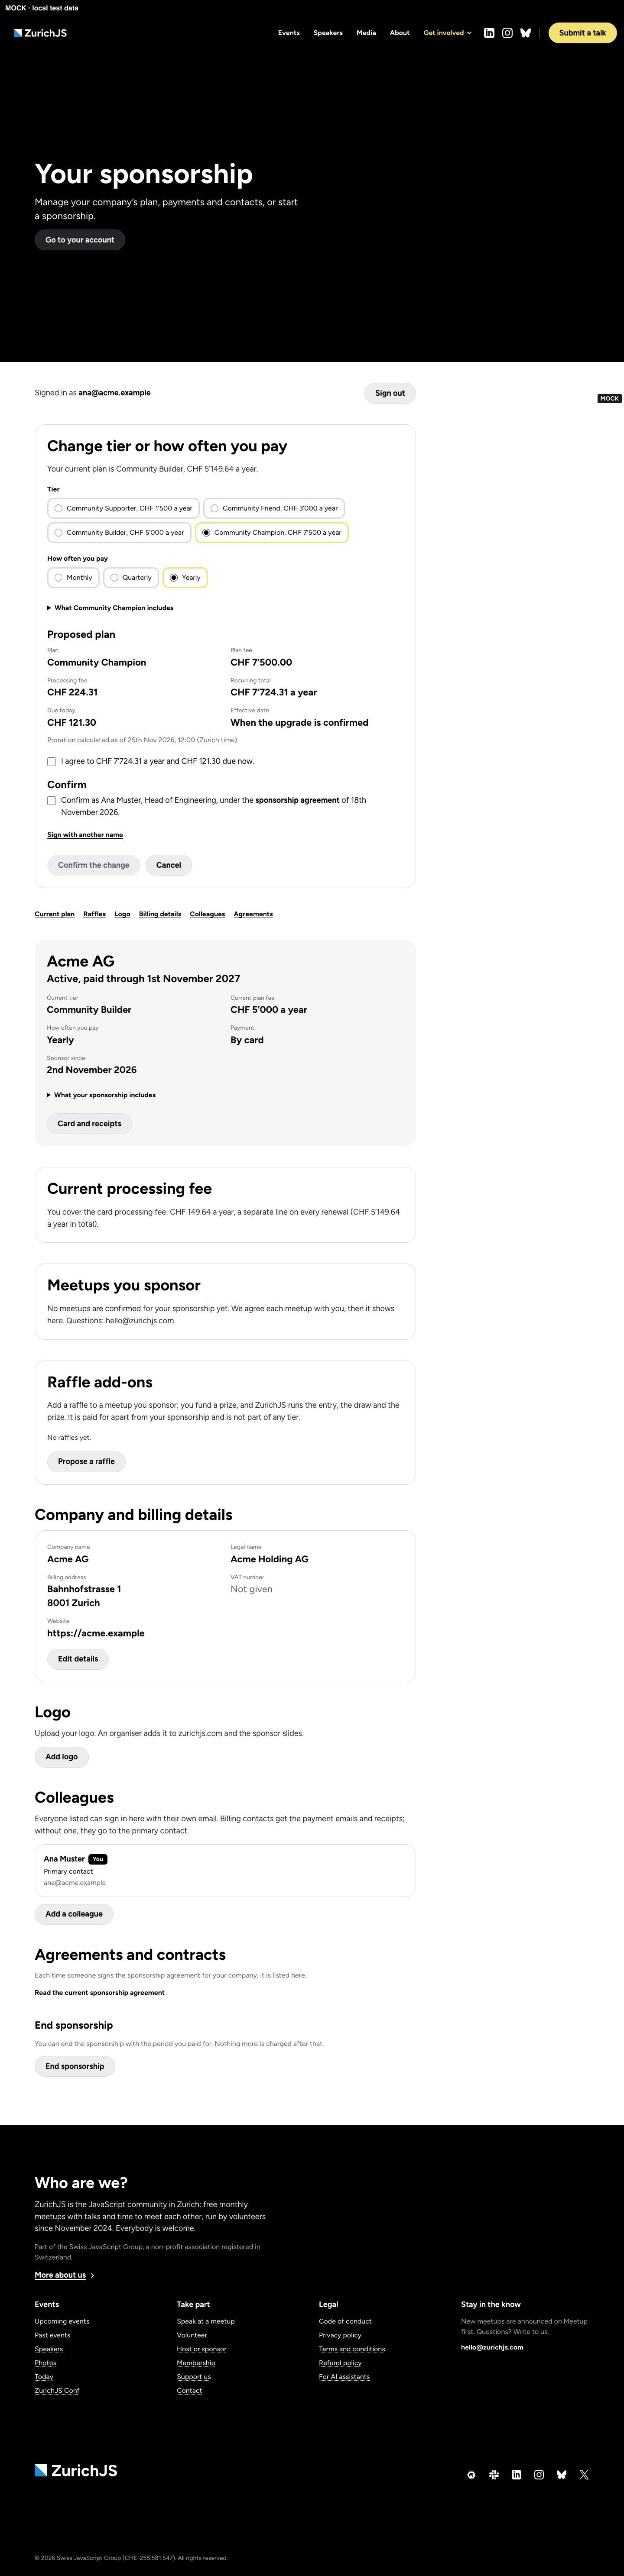 MOCK · local test data
ZurichJS
Events
Speakers
Media
About
Get involved
Submit a talk
Your sponsorship
Manage your company's plan, payments and contacts, or start
a sponsorship.
Go to your account
Signed in as ana@acme.example
Sign out
MOCK
Change tier or how often you pay
Your current plan is Community Builder, CHF 5'149.64 a year.
Tier
Community Supporter, CHF 1'500 a year
Community Friend, CHF 3'000 a year
Community Builder, CHF 5'000 a year
Community Champion, CHF 7'500 a year
How often you pay
Monthly
Quarterly
Yearly
What Community Champion includes
Proposed plan
Plan
Community Champion
Plan fee
CHF 7'500.00
Processing fee
CHF 224.31
Recurring total
CHF 7'724.31 a year
Due today
CHF 121.30
Effective date
When the upgrade is confirmed
Proration calculated as of 25th Nov 2026, 12:00 (Zurich time).
I agree to CHF 7'724.31 a year and CHF 121.30 due now.
Confirm
Confirm as Ana Muster, Head of Engineering, under the sponsorship agreement of 18th
November 2026.
Sign with another name
Confirm the change
Cancel
Current plan
Raffles
Logo
Billing details
Colleagues
Agreements
Acme AG
Active, paid through 1st November 2027
Current tier
Community Builder
Current plan fee
CHF 5'000 a year
How often you pay
Yearly
Payment
By card
Sponsor since
2nd November 2026
What your sponsorship includes
Card and receipts
Current processing fee
You cover the card processing fee: CHF 149.64 a year, a separate line on every renewal (CHF 5'149.64
a year in total).
Meetups you sponsor
No meetups are confirmed for your sponsorship yet. We agree each meetup with you, then it shows
here. Questions: hello@zurichjs.com.
Raffle add-ons
Add a raffle to a meetup you sponsor: you fund a prize, and ZurichJS runs the entry, the draw and the
prize. It is paid for apart from your sponsorship and is not part of any tier.
No raffles yet.
Propose a raffle
Company and billing details
Company name
Acme AG
Legal name
Acme Holding AG
Billing address
Bahnhofstrasse 1
8001 Zurich
VAT number
Not given
Website
https://acme.example
Edit details
Logo
Upload your logo. An organiser adds it to zurichjs.com and the sponsor slides.
Add logo
Colleagues
Everyone listed can sign in here with their own email. Billing contacts get the payment emails and receipts;
without one, they go to the primary contact.
Ana Muster You
Primary contact
ana@acme.example
Add a colleague
Agreements and contracts
Each time someone signs the sponsorship agreement for your company, it is listed here.
Read the current sponsorship agreement
End sponsorship
You can end the sponsorship with the period you paid for. Nothing more is charged after that.
End sponsorship
Who are we?
ZurichJS is the JavaScript community in Zurich: free monthly
meetups with talks and time to meet each other, run by volunteers
since November 2024. Everybody is welcome.
Part of the Swiss JavaScript Group, a non-profit association registered in
Switzerland.
More about us
Events
Upcoming events
Past events
Speakers
Photos
Today
ZurichJS Conf
Take part
Speak at a meetup
Volunteer
Host or sponsor
Membership
Support us
Contact
Legal
Code of conduct
Privacy policy
Terms and conditions
Refund policy
For AI assistants
Stay in the know
New meetups are announced on Meetup
first. Questions? Write to us.
hello@zurichjs.com
ZurichJS
© 2026 Swiss JavaScript Group (CHE-255.581.547). All rights reserved.